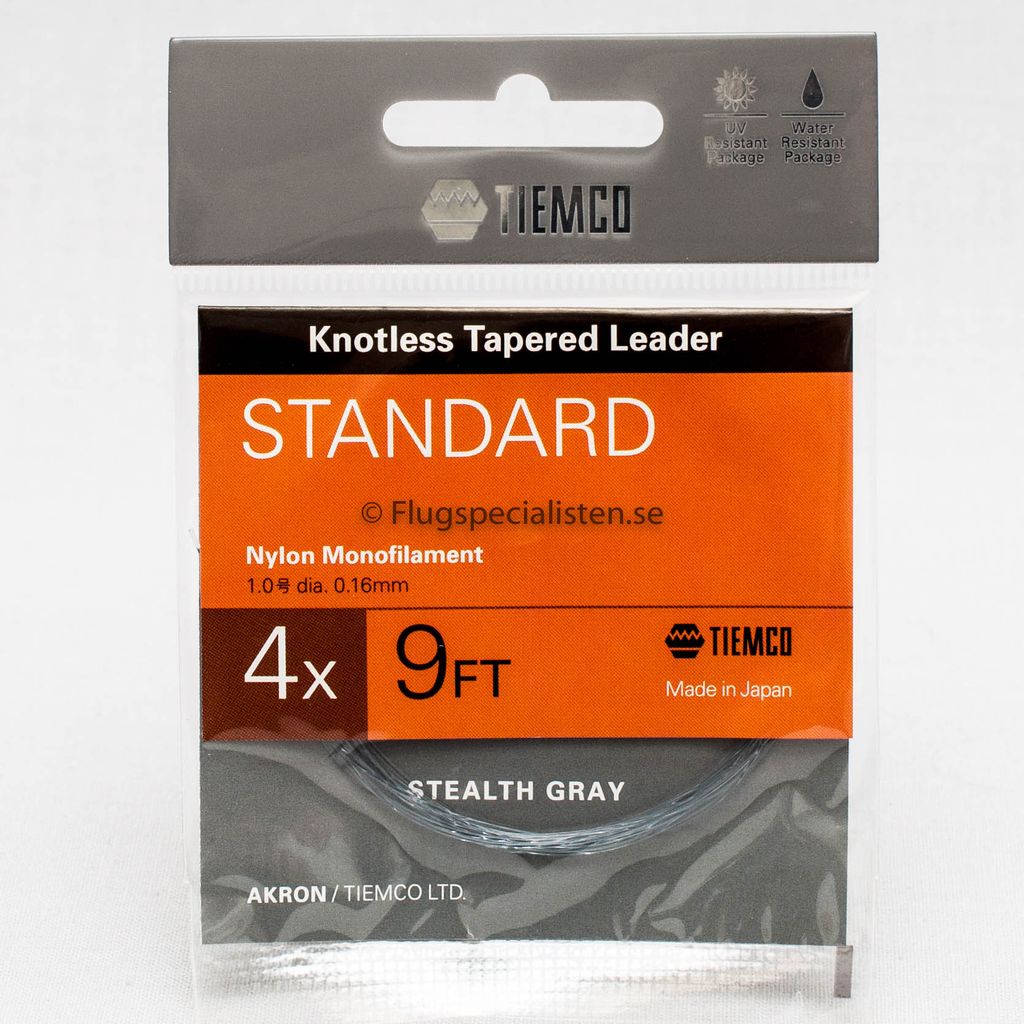 UV
Resistant
Package
Water
Resistant
Package
TIEMCO
Knotless Tapered Leader
STANDARD
© Flugspecialisten.se
Nylon Monofilament
1.0号 dia. 0.16mm
4X
9FT
TIEMCO
Made in Japan
STEALTH GRAY
AKRON / TIEMCO LTD.